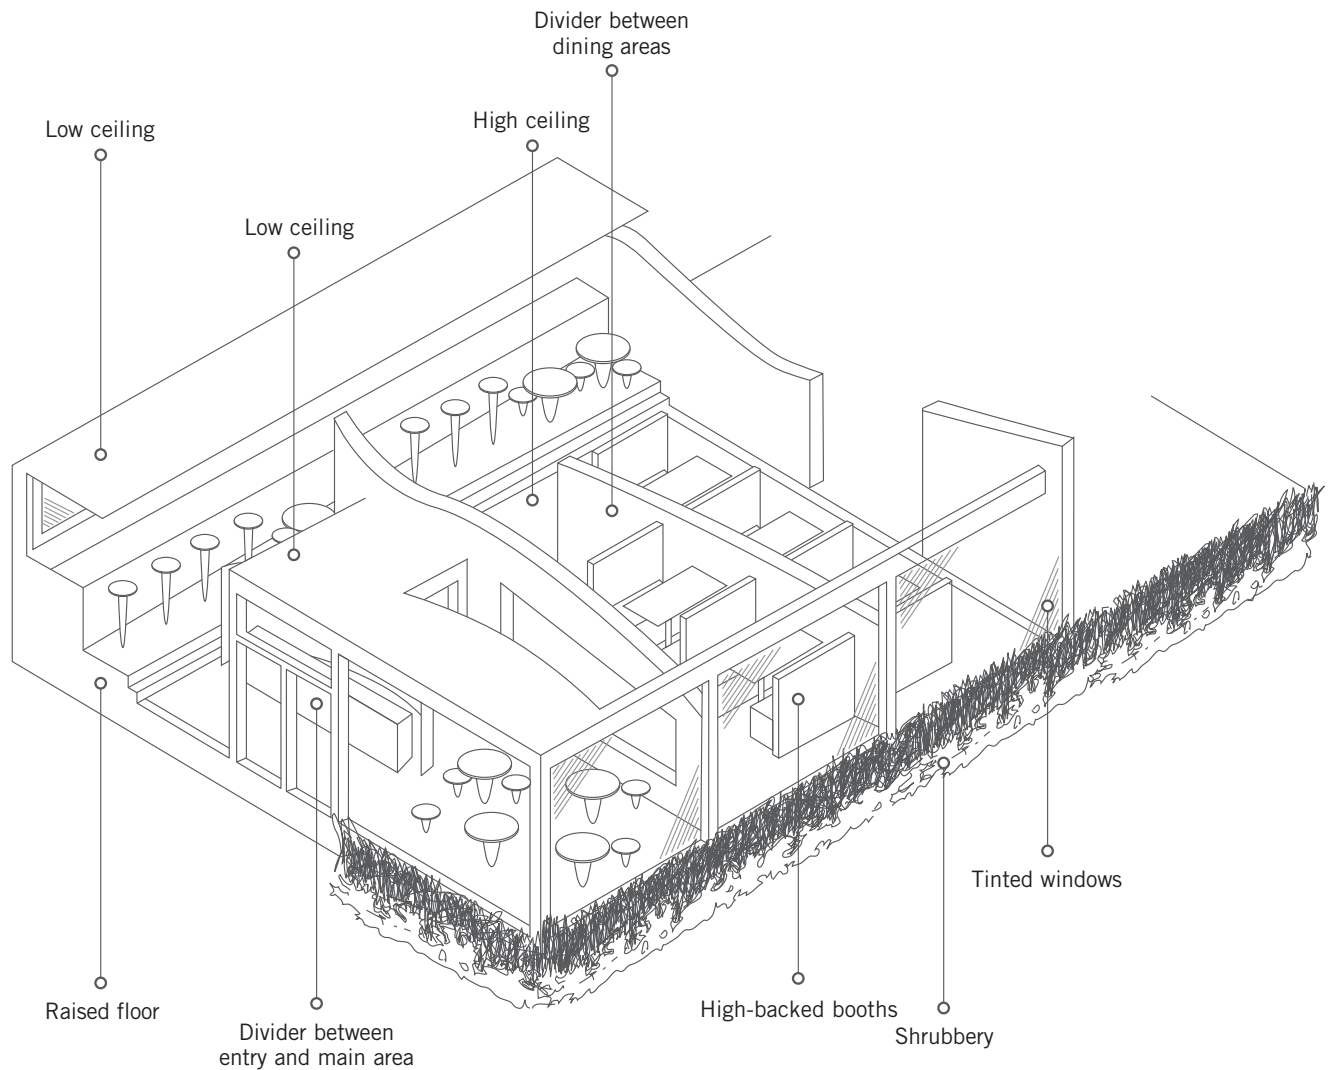 Divider between
dining areas
High ceiling
Low ceiling
Low ceiling
Tinted windows
High-backed booths
Raised floor
Shrubbery
Divider between
entry and main area